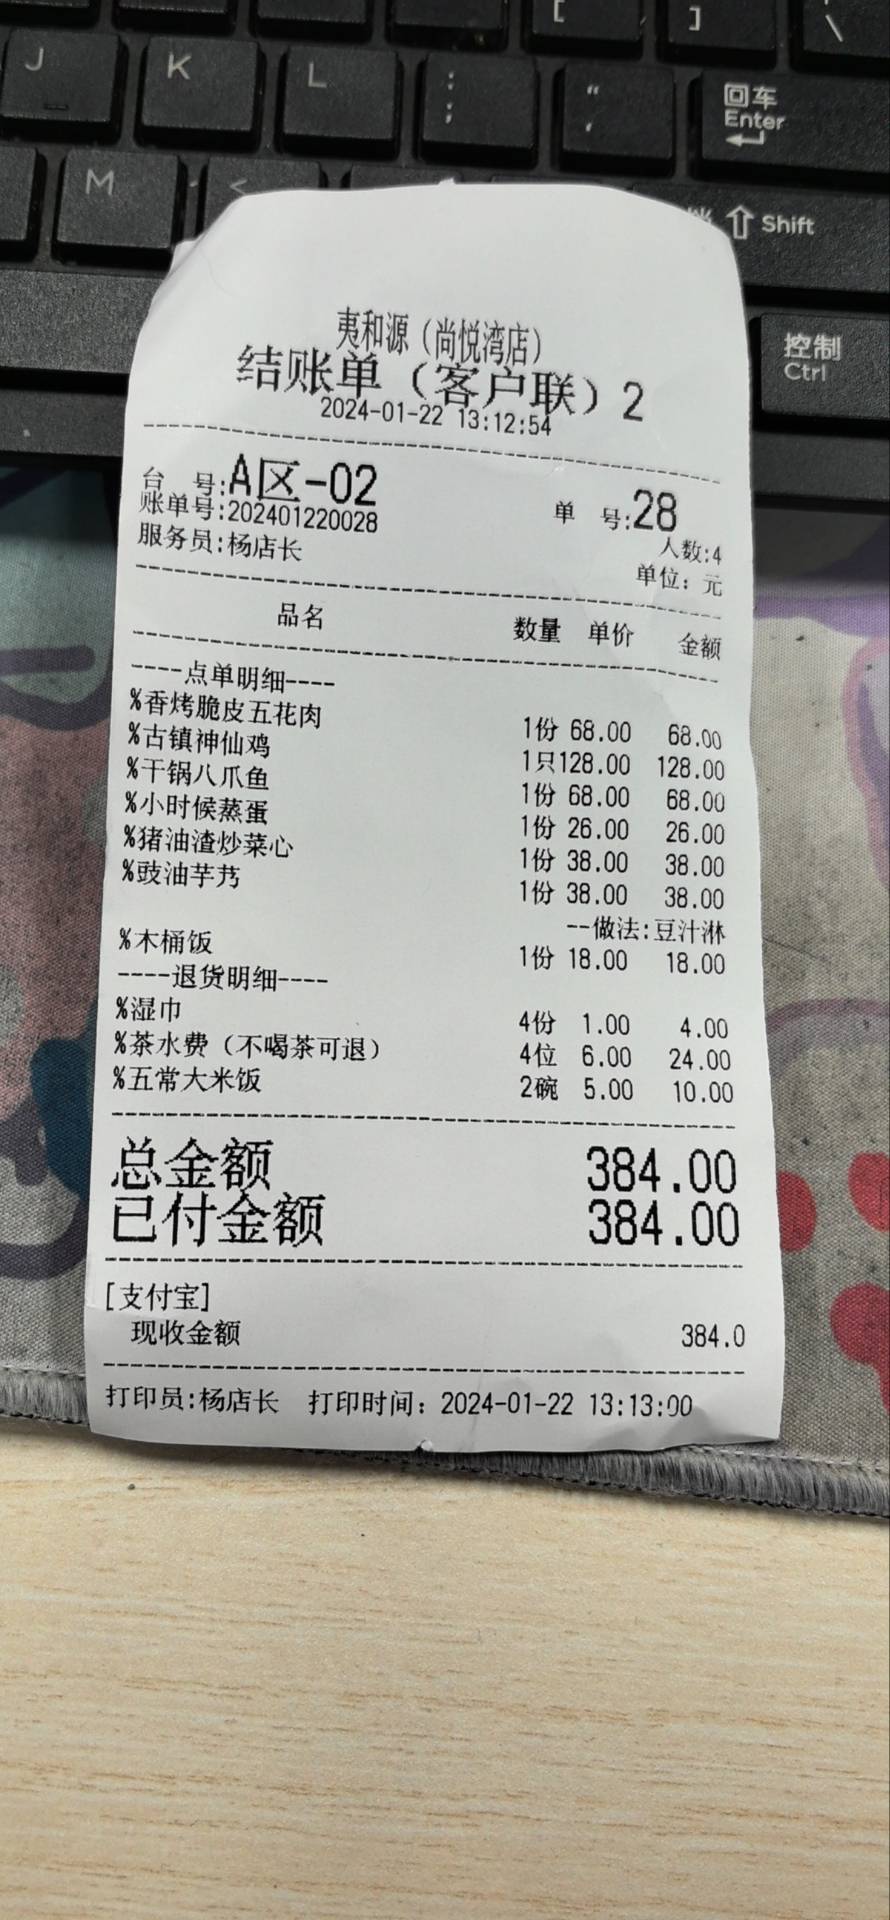 [
]
\
J
K
L
:
;
"
,
回车
Enter
M
<
Shift
控制
Ctrl
夷和源（尚悦湾店）
结账单（客户联）2
2024-01-22 13:12:54
台 号:A区-02 单 号:28
账单号:202401220028 人数:4
服务员:杨店长 单位：元
品名 数量 单价 金额
----点单明细----
%香烤脆皮五花肉 1份 68.00 68.00
%古镇神仙鸡 1只128.00 128.00
%干锅八爪鱼 1份 68.00 68.00
%小时候蒸蛋 1份 26.00 26.00
%猪油渣炒菜心 1份 38.00 38.00
%豉油芋艿 1份 38.00 38.00
--做法:豆汁淋
%木桶饭 1份 18.00 18.00
----退货明细----
%湿巾 4份 1.00 4.00
%茶水费（不喝茶可退） 4位 6.00 24.00
%五常大米饭 2碗 5.00 10.00
总金额 384.00
已付金额 384.00
[支付宝]
现收金额 384.0
打印员:杨店长 打印时间：2024-01-22 13:13:00